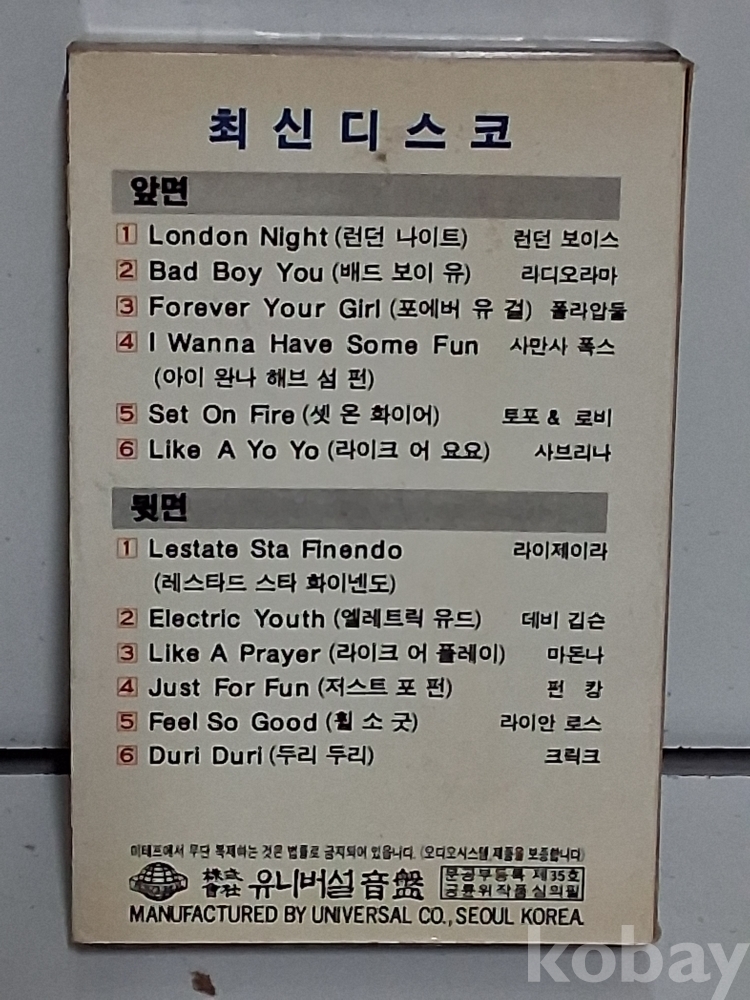 최신디스코
앞면
1 London Night (런던 나이트) 런던 보이스
2 Bad Boy You (배드 보이 유) 라디오라마
3 Forever Your Girl (포에버 유 걸) 폴라압둘
4 I Wanna Have Some Fun 사만사 폭스
(아이 완나 해브 섬 펀)
5 Set On Fire (셋 온 화이어) 토포 & 로비
6 Like A Yo Yo (라이크 어 요요) 사브리나
뒷면
1 Lestate Sta Finendo 라이제이라
(레스타드 스타 화이넨도)
2 Electric Youth (엘레트릭 유드) 데비 깁슨
3 Like A Prayer (라이크 어 플레이) 마돈나
4 Just For Fun (저스트 포 펀) 펀 캉
5 Feel So Good (휠 소 굿) 라이안 로스
6 Duri Duri (두리 두리) 크릭크
이테프에서 무단 복제하는 것은 법률로 금지되어 있읍니다. (오디오시스템 제품을 보증합니다)
株式會社 유니버설 音盤 문공부등록 제35호
공륜위작품심의필
MANUFACTURED BY UNIVERSAL CO., SEOUL KOREA.
kobay